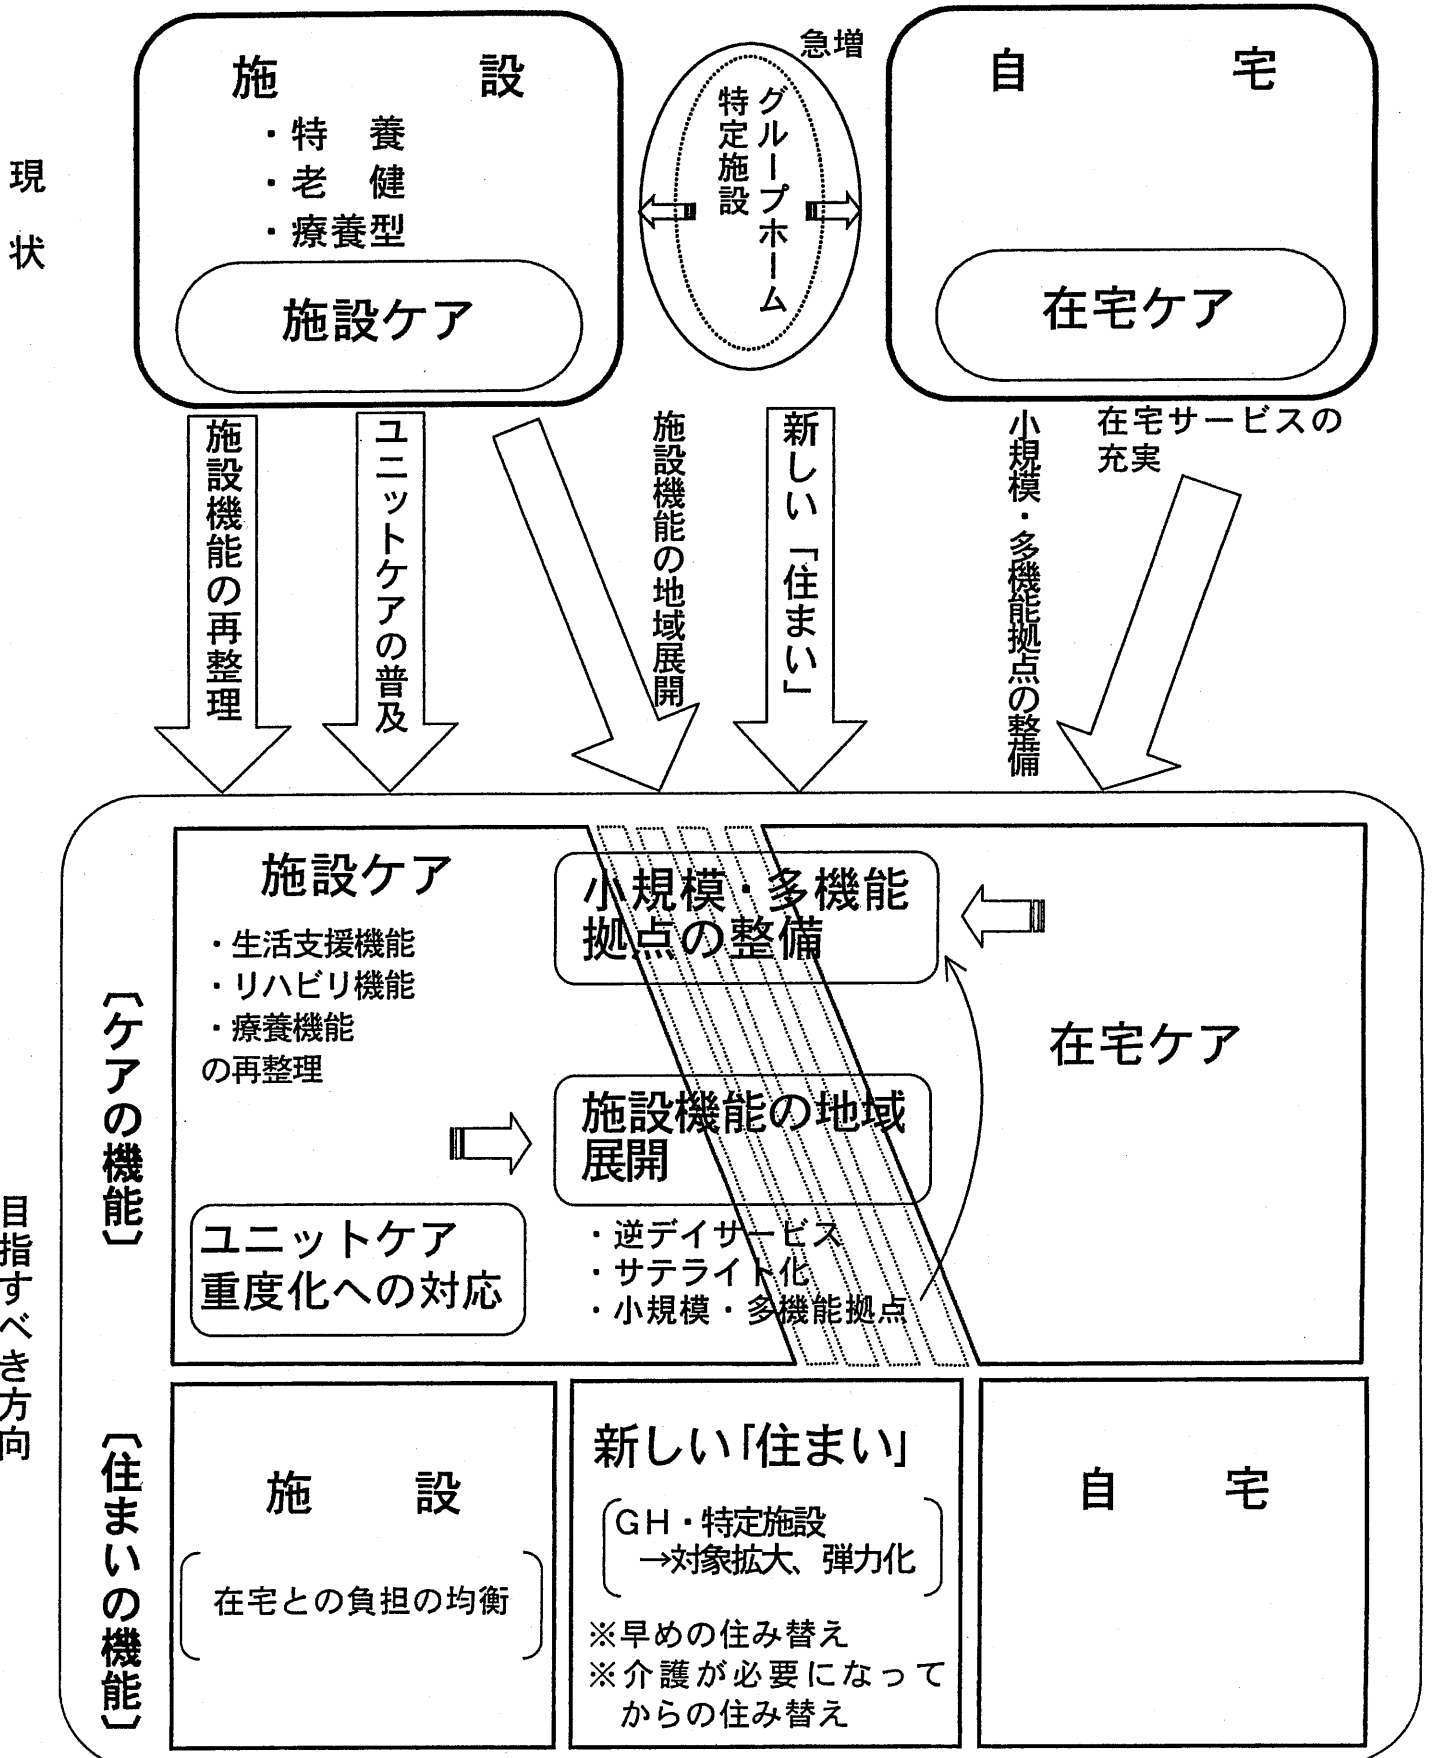 現状
施設
・特養
・老健
・療養型
施設ケア
急増
グループホーム
特定施設
自宅
在宅ケア
施設機能の再整理
ユニットケアの普及
施設機能の地域展開
新しい「住まい」
小規模・多機能拠点の整備
在宅サービスの
充実
目指すべき方向
〔ケアの機能〕
施設ケア
・生活支援機能
・リハビリ機能
・療養機能
の再整理
小規模・多機能
拠点の整備
施設機能の地域
展開
・逆デイサービス
・サテライト化
・小規模・多機能拠点
ユニットケア
重度化への対応
在宅ケア
〔住まいの機能〕
施設
在宅との負担の均衡
新しい「住まい」
GH・特定施設
→対象拡大、弾力化
※早めの住み替え
※介護が必要になって
からの住み替え
自宅